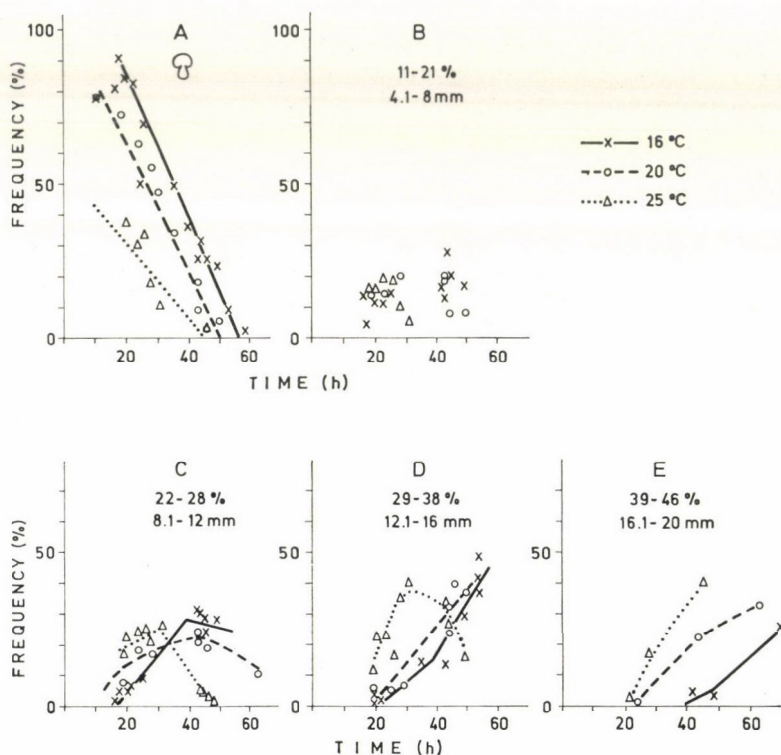 A
B
100
50
0
FREQUENCY (%)
20 40 60
11-21 %
4.1-8 mm
100
50
0
20 40 60
TIME (h)
x 16 °C
o 20 °C
Δ 25 °C
C
22-28 %
8.1-12 mm
50
0
FREQUENCY (%)
20 40 60
D
29-38 %
12.1-16 mm
50
0
20 40 60
TIME (h)
E
39-46 %
16.1-20 mm
50
0
20 40 60